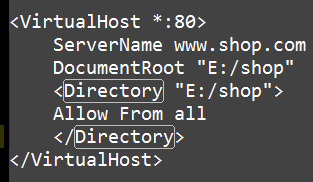 <VirtualHost *:80>
ServerName www.shop.com
DocumentRoot "E:/shop"
<Directory "E:/shop">
Allow From all
</Directory>
</VirtualHost>